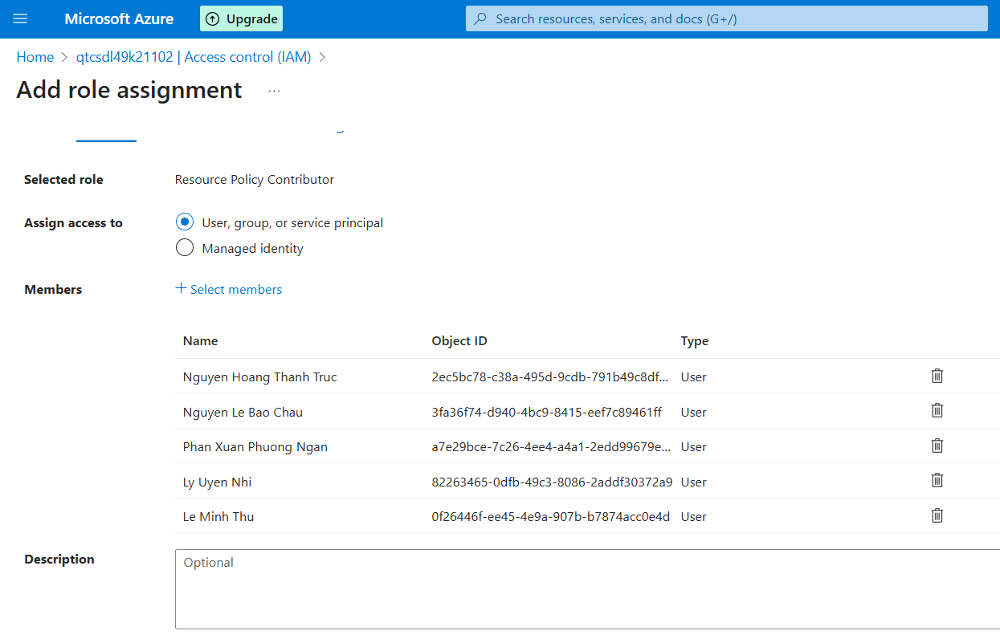 Microsoft Azure Upgrade Search resources, services, and docs (G+/)
Home > qtcsdl49k21102 | Access control (IAM) >
Add role assignment ...
Selected role Resource Policy Contributor
Assign access to User, group, or service principal
Managed identity
Members + Select members
Name Object ID Type
Nguyen Hoang Thanh Truc 2ec5bc78-c38a-495d-9cdb-791b49c8df... User
Nguyen Le Bao Chau 3fa36f74-d940-4bc9-8415-eef7c89461ff User
Phan Xuan Phuong Ngan a7e29bce-7c26-4ee4-a4a1-2edd99679e... User
Ly Uyen Nhi 82263465-0dfb-49c3-8086-2addf30372a9 User
Le Minh Thu 0f26446f-ee45-4e9a-907b-b7874acc0e4d User
Description Optional